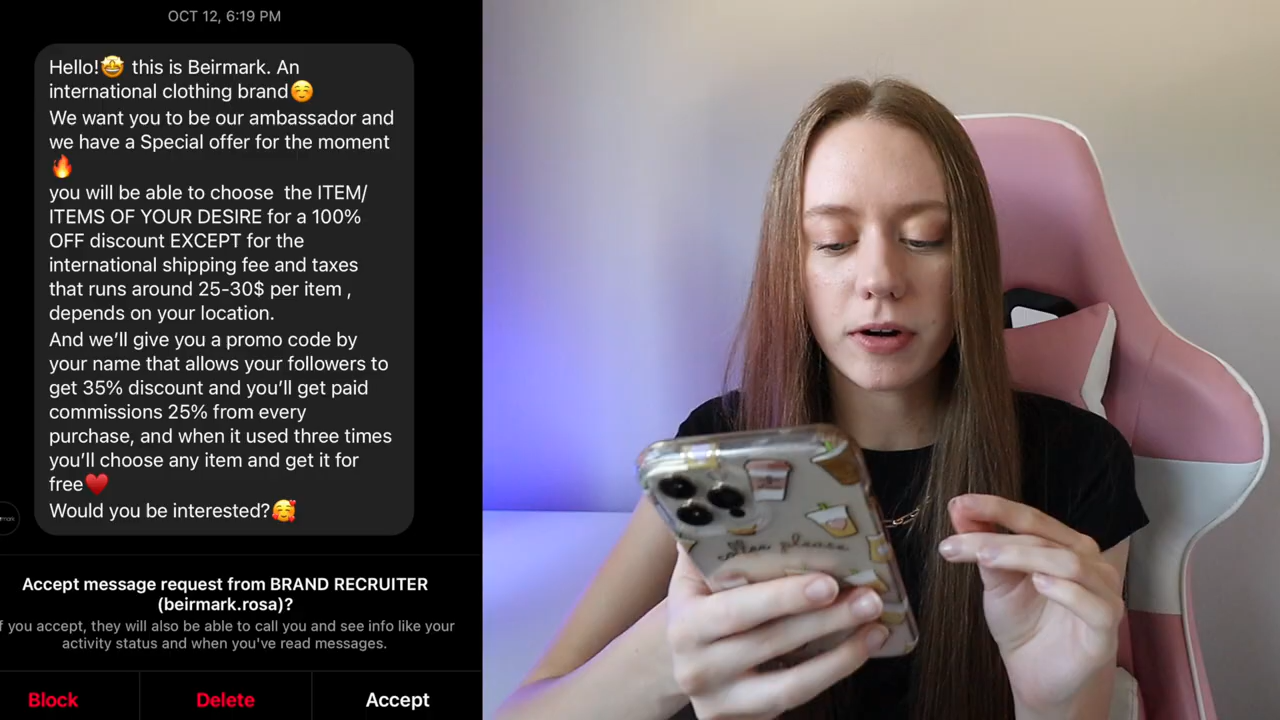 OCT 12, 6:19 PM
Hello!🤩 this is Beirmark. An
international clothing brand☺️
We want you to be our ambassador and
we have a Special offer for the moment
🔥
you will be able to choose  the ITEM/
ITEMS OF YOUR DESIRE for a 100%
OFF discount EXCEPT for the
international shipping fee and taxes
that runs around 25-30$ per item ,
depends on your location.
And we’ll give you a promo code by
your name that allows your followers to
get 35% discount and you’ll get paid
commissions 25% from every
purchase, and when it used three times
you’ll choose any item and get it for
free♥️
Would you be interested?🥰
Accept message request from BRAND RECRUITER
(beirmark.rosa)?
f you accept, they will also be able to call you and see info like your
activity status and when you've read messages.
Block
Delete
Accept
coffee please